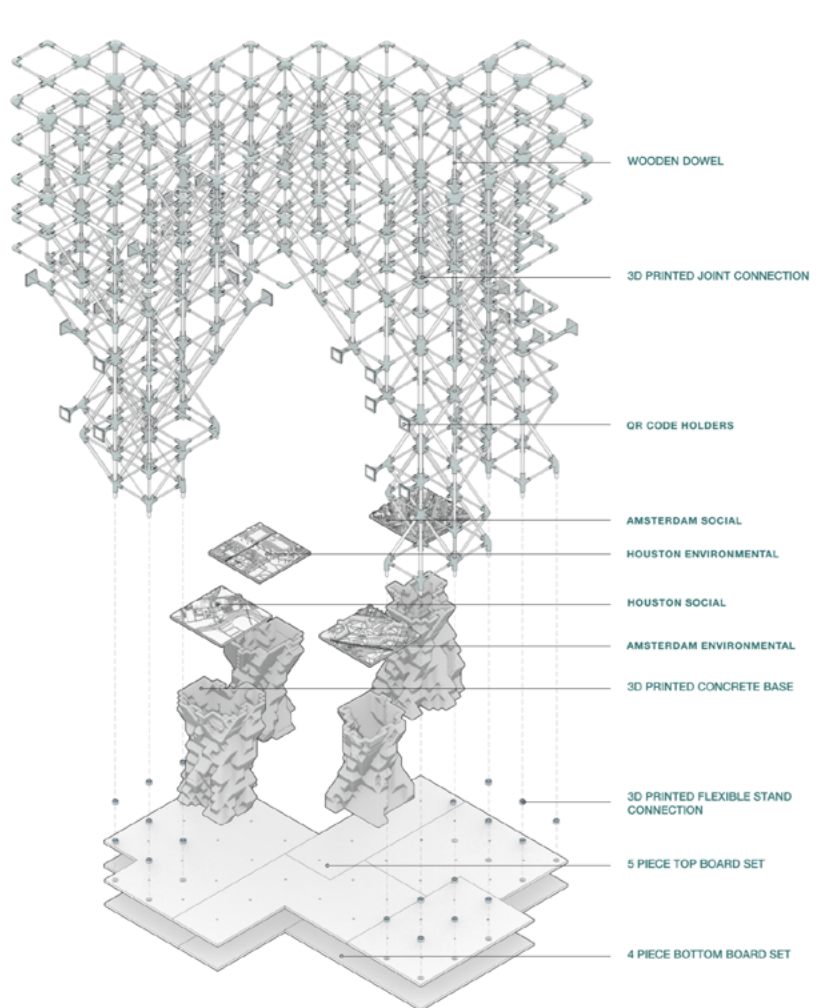 WOODEN DOWEL
3D PRINTED JOINT CONNECTION
QR CODE HOLDERS
AMSTERDAM SOCIAL
HOUSTON ENVIRONMENTAL
HOUSTON SOCIAL
AMSTERDAM ENVIRONMENTAL
3D PRINTED CONCRETE BASE
3D PRINTED FLEXIBLE STAND
CONNECTION
5 PIECE TOP BOARD SET
4 PIECE BOTTOM BOARD SET